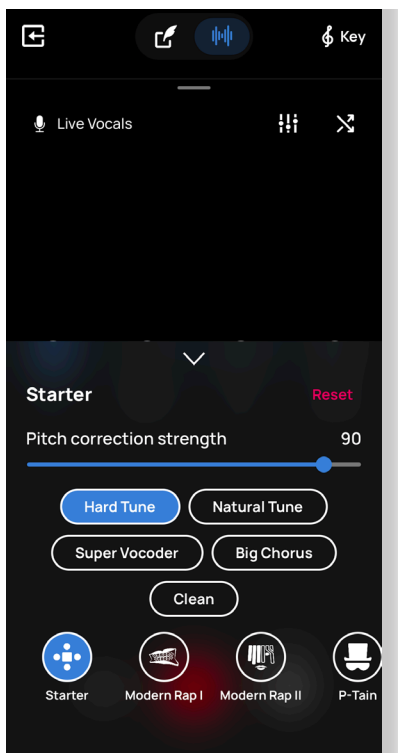 Key
Live Vocals
Starter Reset
Pitch correction strength 90
Hard Tune Natural Tune
Super Vocoder Big Chorus
Clean
Starter Modern Rap I Modern Rap II P-Tain